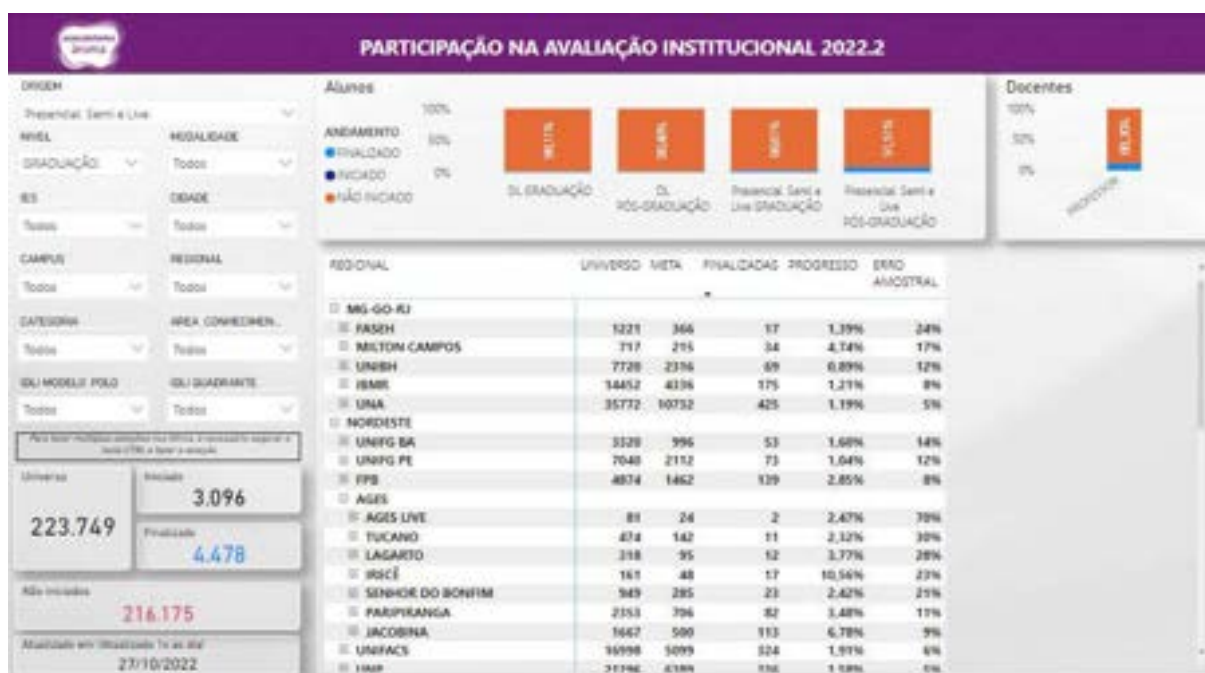 ecossistema
ânima
PARTICIPAÇÃO NA AVALIAÇÃO INSTITUCIONAL 2022.2
ORIGEM
Presencial, Semi e Live
NIVEL
MODALIDADE
GRADUAÇÃO
Todos
IES
CIDADE
Todos
Todos
CAMPUS
REGIONAL
Todos
Todos
CATEGORIA
AREA CONHECIMEN...
Todos
Todos
Todos
Todos
Universo
223.749
Iniciado
3.096
Finalizado
4.478
Não iniciados
216.175
27/10/2022
Alunos
ANDAMENTO
FINALIZADO
INICIADO
NÃO INICIADO
100%
50%
0%
DL GRADUAÇÃO
DL
PÓS-GRADUAÇÃO
Presencial, Semi e
Live GRADUAÇÃO
Presencial, Semi e
Live
PÓS-GRADUAÇÃO
Docentes
100%
50%
0%
PROFESSOR
REGIONAL UNIVERSO META FINALIZADAS PROGRESSO ERRO
AMOSTRAL
MG-GO-RJ
FASEH 1221 366 17 1,39% 24%
MILTON CAMPOS 717 215 34 4,74% 17%
UNIBH 7720 2316 69 0,89% 12%
IBMR 14452 4336 175 1,21% 8%
UNA 35772 10732 425 1,19% 5%
NORDESTE
UNIFG BA 3320 996 53 1,60% 14%
UNIFG PE 7040 2112 73 1,04% 12%
FPB 4874 1462 139 2,85% 8%
AGES
AGES LIVE 81 24 2 2,47% 70%
TUCANO 474 142 11 2,32% 30%
LAGARTO 318 95 12 3,77% 28%
IRECÊ 161 48 17 10,56% 23%
SENHOR DO BONFIM 949 285 23 2,42% 21%
PARIPIRANGA 2353 706 82 3,48% 11%
JACOBINA 1667 500 113 6,78% 9%
UNIFACS 16998 5099 324 1,91% 6%